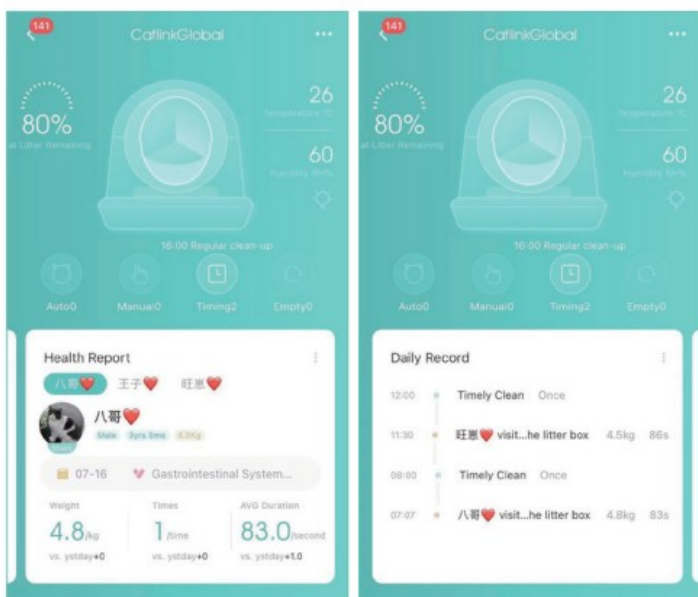 141
CatlinkGlobal
80%
at Litter Remaining
26
Temperature °C
60
Humidity RH%
16:00 Regular clean-up
Auto0
Manual0
Timing2
Empty0
Health Report
八哥❤️
王子❤️
旺崽❤️
八哥❤️
Male
3yrs 5ms
4.8kg
07-16
Gastrointestinal System...
Weight
Times
AVG Duration
4.8/kg
1/time
83.0/second
vs. ystday+0
vs. ystday+0
vs. ystday+1.0
141
CatlinkGlobal
80%
at Litter Remaining
26
Temperature °C
60
Humidity RH%
16:00 Regular clean-up
Auto0
Manual0
Timing2
Empty0
Daily Record
12:00 Timely Clean Once
11:30 旺崽❤️ visit...he litter box 4.5kg 86s
08:00 Timely Clean Once
07:07 八哥❤️ visit...he litter box 4.8kg 83s